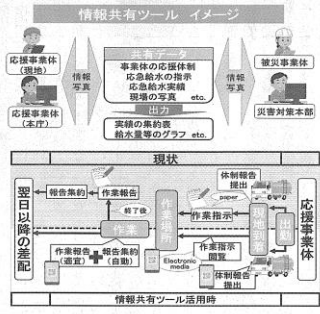 情報共有ツール イメージ
応援事業体
(現地)
応援事業体
(本庁)
情報
写真
共有データ
事業体の応援体制
応急給水の指示
応急給水実績
現場の写真 etc.
出力
実績の集約表
給水量等のグラフ etc.
情報
写真
被災事業体
災害対策本部
現状
翌日以降の差配
報告集約
作業報告
終了後
作業
作業報告
(適宜)
+
報告集約
(自動)
作業場所
作業指示
paper
作業指示
閲覧
Electronic
media
体制報告
提出
現地到着
体制報告
提出
出動
応援事業体
情報共有ツール活用時